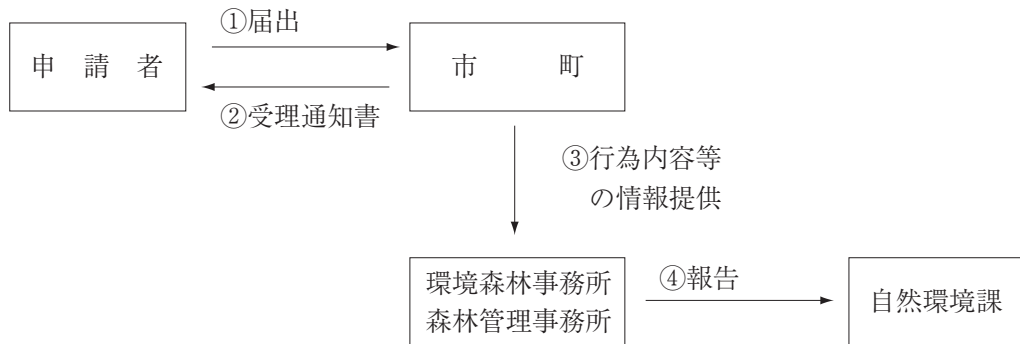 ①届出
申　請　者
市　　　町
②受理通知書
③行為内容等
の情報提供
環境森林事務所
森林管理事務所
④報告
自然環境課